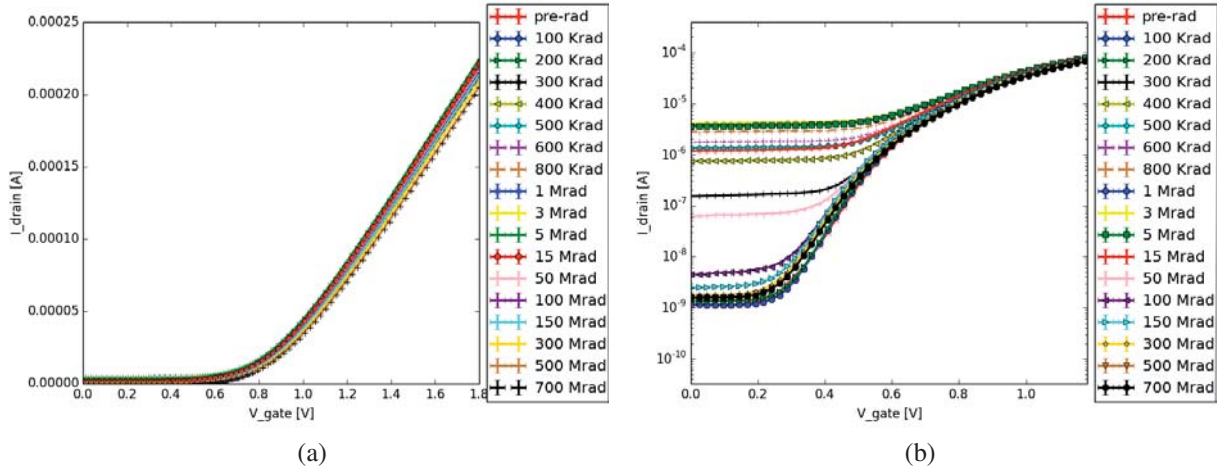 0.00025
0.00020
0.00015
0.00010
0.00005
0.00000
I_drain [A]
0.0 0.2 0.4 0.6 0.8 1.0 1.2 1.4 1.6 1.8
V_gate [V]
pre-rad
100 Krad
200 Krad
300 Krad
400 Krad
500 Krad
600 Krad
800 Krad
1 Mrad
3 Mrad
5 Mrad
15 Mrad
50 Mrad
100 Mrad
150 Mrad
300 Mrad
500 Mrad
700 Mrad
(a)
10⁻⁴
10⁻⁵
10⁻⁶
10⁻⁷
10⁻⁸
10⁻⁹
10⁻¹⁰
I_drain [A]
0.0 0.2 0.4 0.6 0.8 1.0
V_gate [V]
pre-rad
100 Krad
200 Krad
300 Krad
400 Krad
500 Krad
600 Krad
800 Krad
1 Mrad
3 Mrad
5 Mrad
15 Mrad
50 Mrad
100 Mrad
150 Mrad
300 Mrad
500 Mrad
700 Mrad
(b)